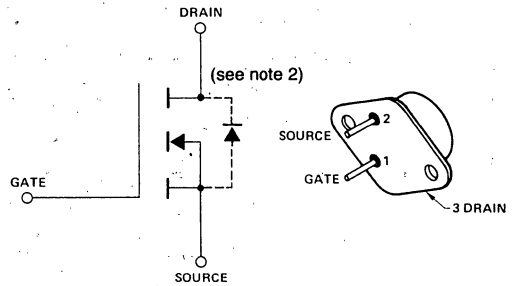 DRAIN
(see note 2)
GATE
SOURCE
SOURCE
2
GATE
1
3 DRAIN